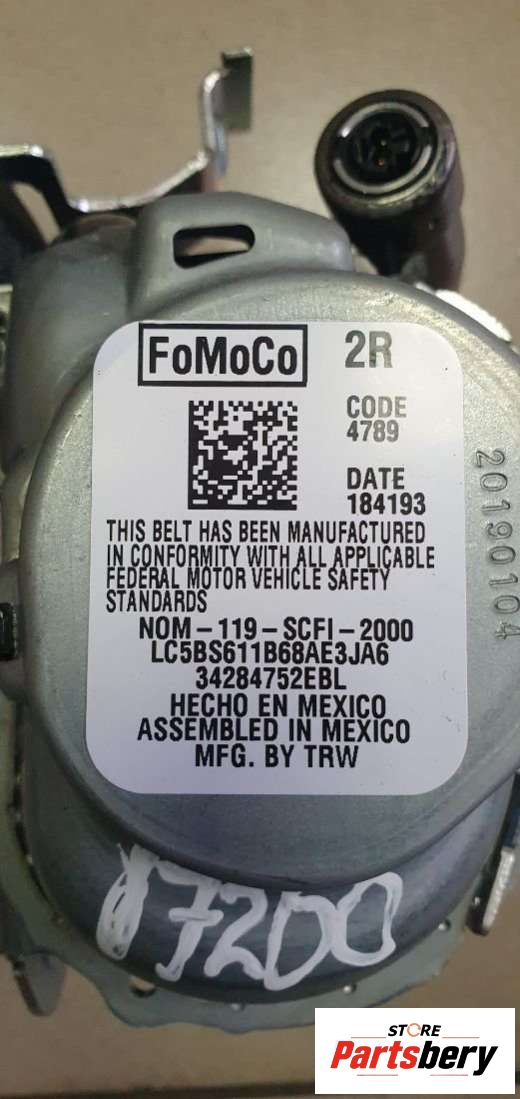 FoMoCo
2R
CODE
4789
DATE
184193
20190104
THIS BELT HAS BEEN MANUFACTURED
IN CONFORMITY WITH ALL APPLICABLE
FEDERAL MOTOR VEHICLE SAFETY
STANDARDS
NOM-119-SCFI-2000
LC5BS611B68AE3JA6
34284752EBL
HECHO EN MEXICO
ASSEMBLED IN MEXICO
MFG. BY TRW
STORE
Partsbery